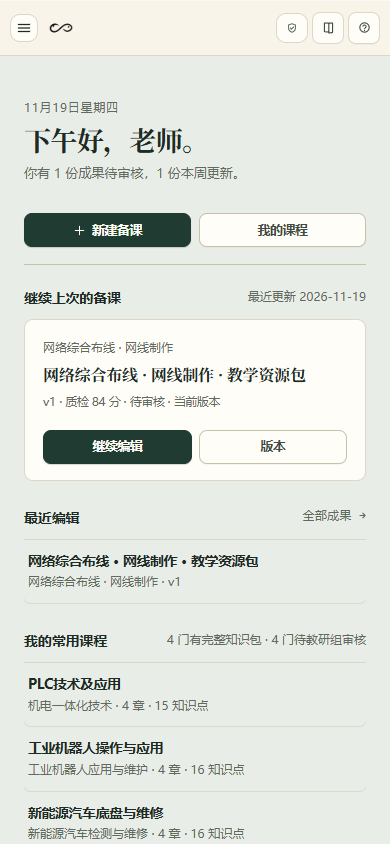 11月19日星期四
下午好，老师。
你有 1 份成果待审核，1 份本周更新。
＋ 新建备课
我的课程
继续上次的备课
最近更新 2026-11-19
网络综合布线 · 网线制作
网络综合布线 · 网线制作 · 教学资源包
v1 · 质检 84 分 · 待审核 · 当前版本
继续编辑
版本
最近编辑
全部成果 →
网络综合布线 • 网线制作 • 教学资源包
网络综合布线 · 网线制作 · v1
我的常用课程
4 门有完整知识包 · 4 门待教研组审核
PLC技术及应用
机电一体化技术 · 4 章 · 15 知识点
工业机器人操作与应用
工业机器人应用与维护 · 4 章 · 16 知识点
新能源汽车底盘与维修
新能源汽车检测与维修 · 4 章 · 16 知识点